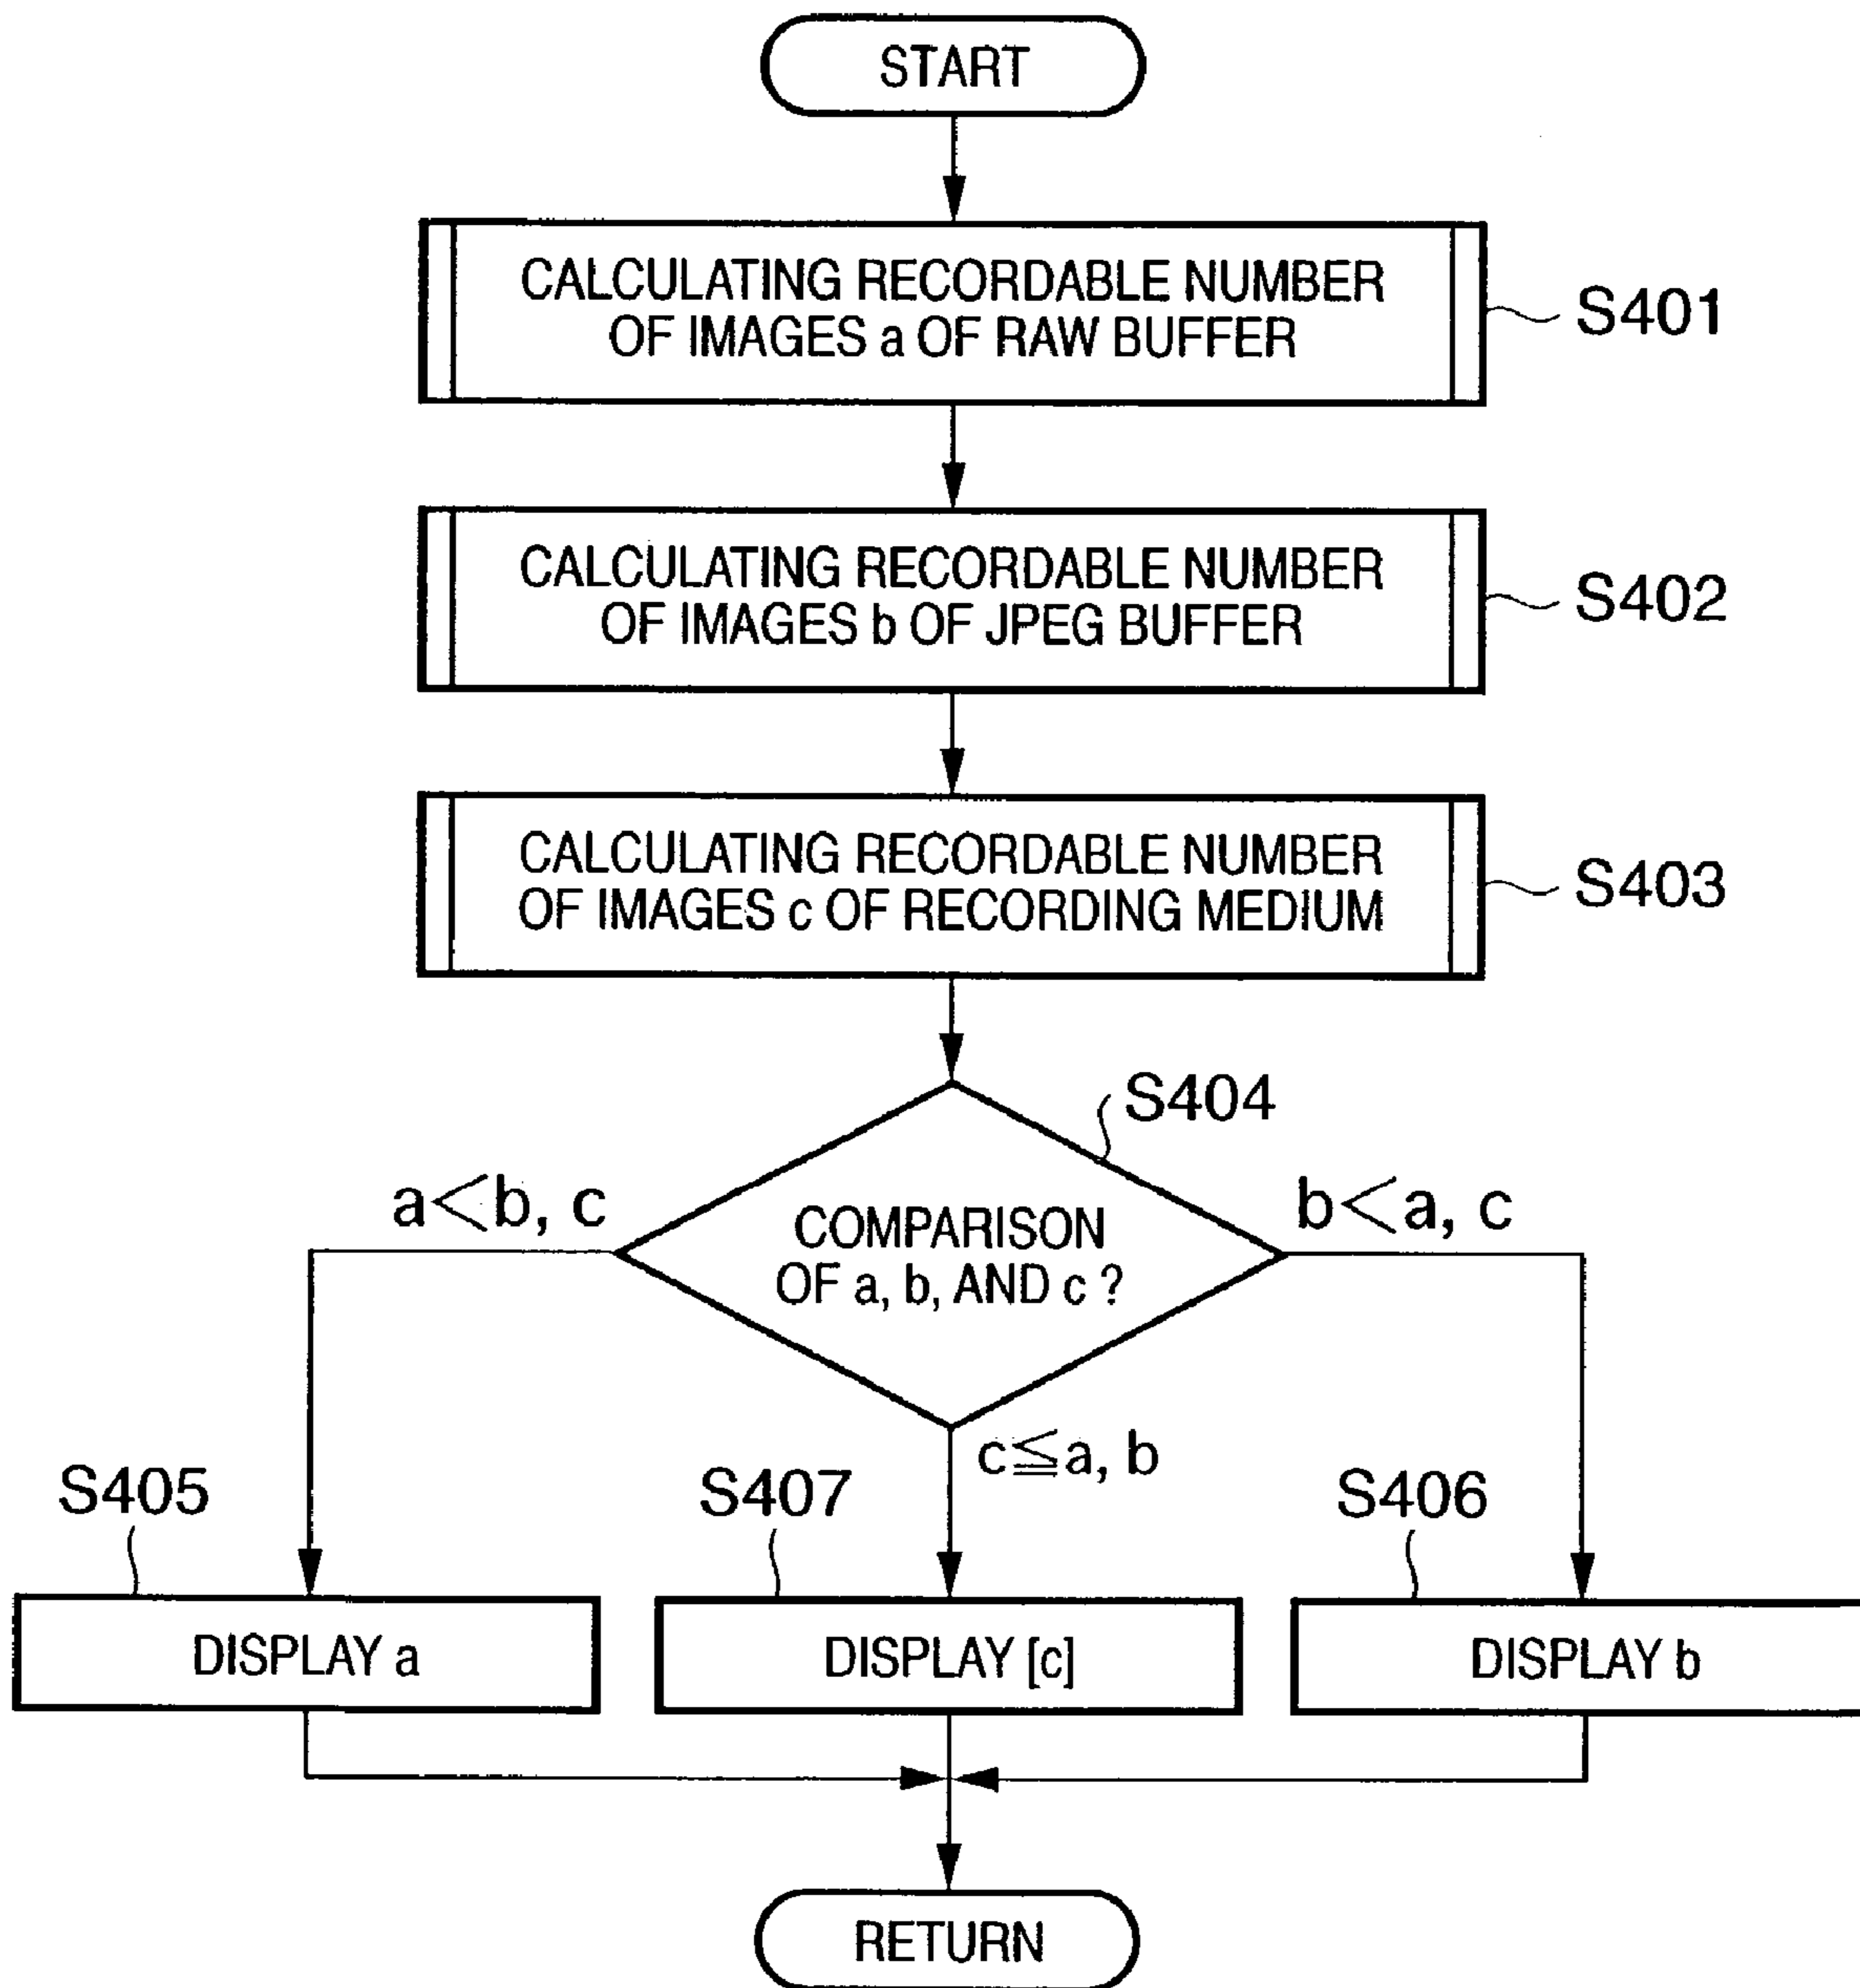 START
CALCULATING RECORDABLE NUMBER
OF IMAGES a OF RAW BUFFER
S401
CALCULATING RECORDABLE NUMBER
OF IMAGES b OF JPEG BUFFER
S402
CALCULATING RECORDABLE NUMBER
OF IMAGES c OF RECORDING MEDIUM
S403
S404
a<b, c
COMPARISON
OF a, b, AND c ?
b<a, c
c≦a, b
S405
S407
S406
DISPLAY a
DISPLAY [c]
DISPLAY b
RETURN